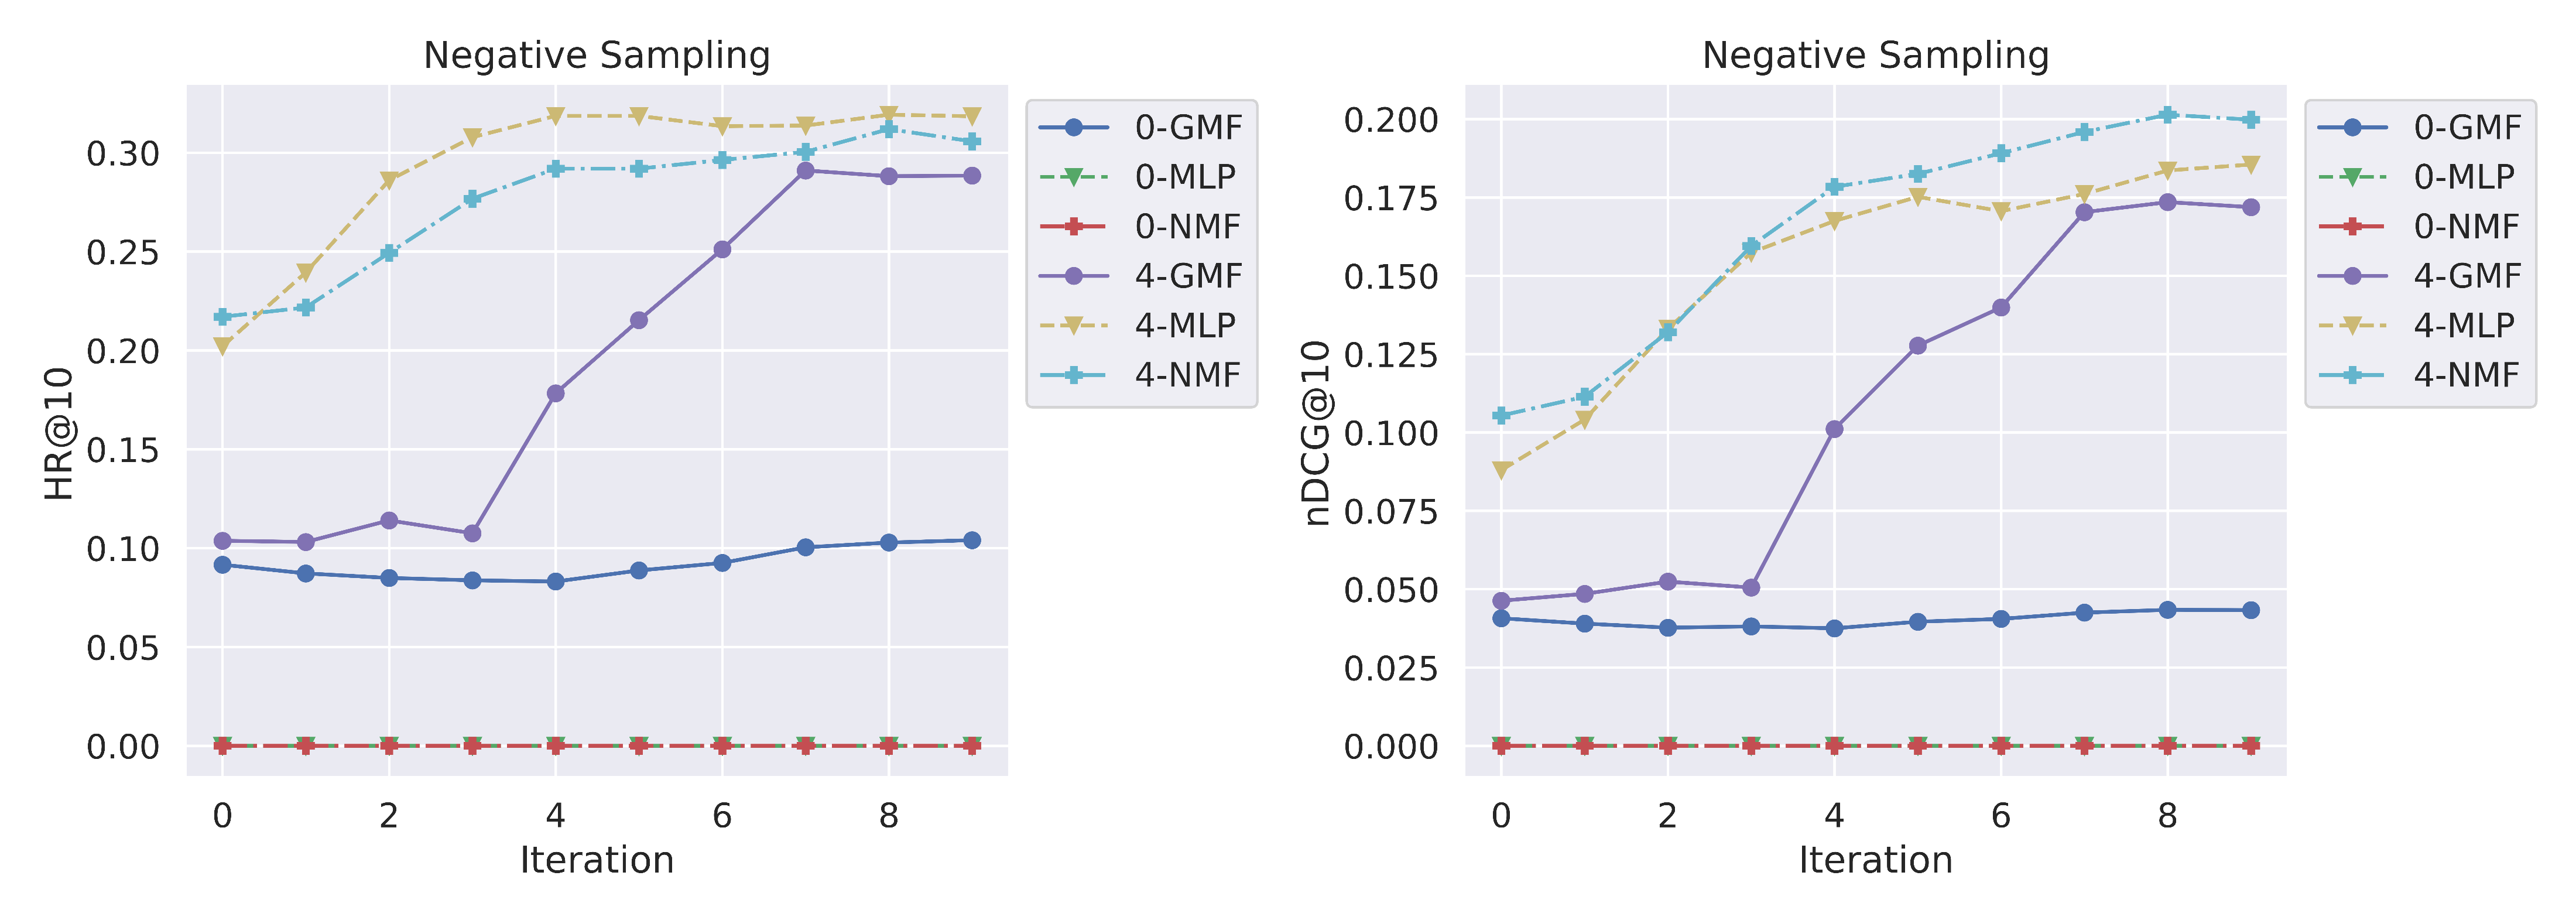 Negative Sampling
HR@10
0.30
0.25
0.20
0.15
0.10
0.05
0.00
0 2 4 6 8
Iteration
0-GMF
0-MLP
0-NMF
4-GMF
4-MLP
4-NMF
Negative Sampling
nDCG@10
0.200
0.175
0.150
0.125
0.100
0.075
0.050
0.025
0.000
0 2 4 6 8
Iteration
0-GMF
0-MLP
0-NMF
4-GMF
4-MLP
4-NMF